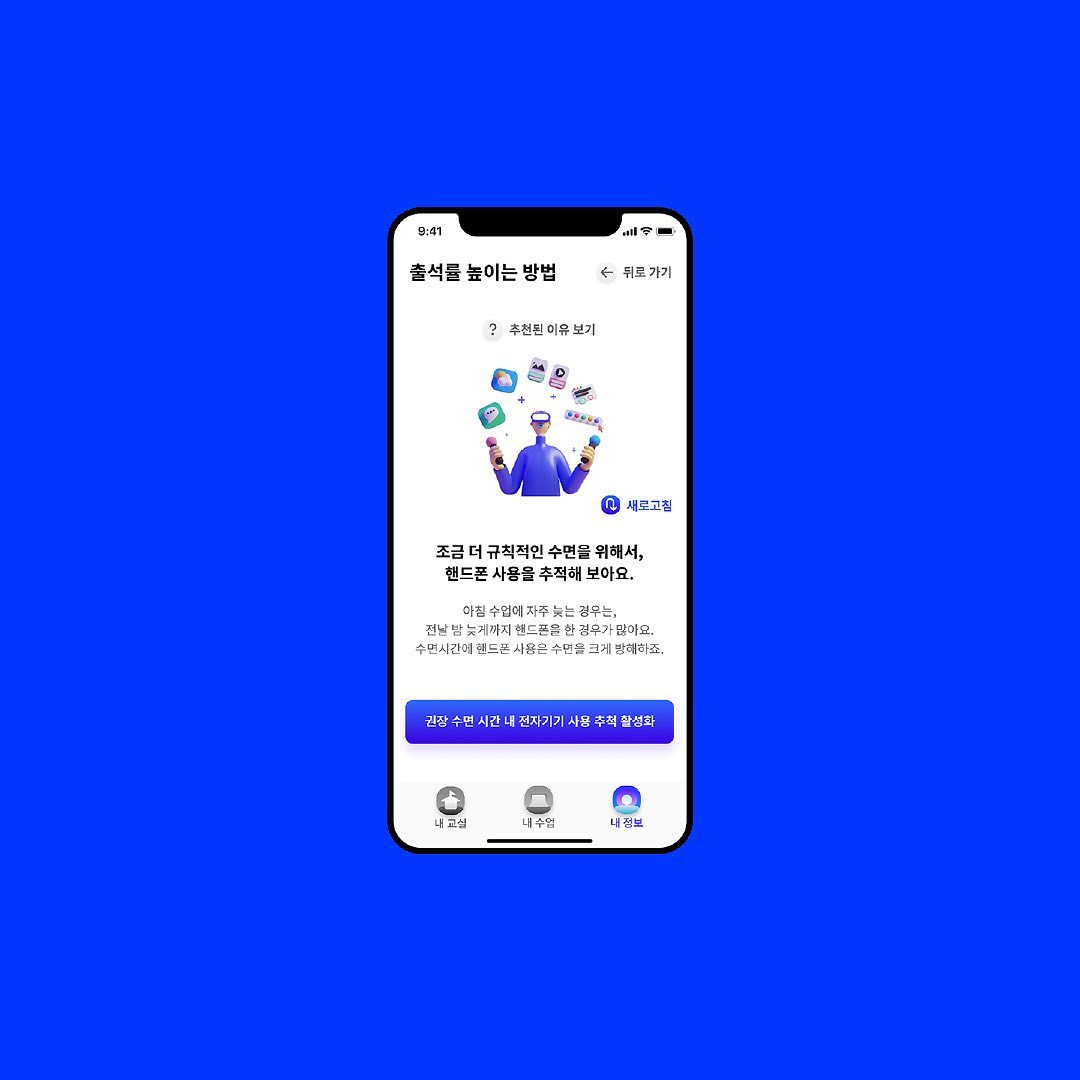 9:41
출석률 높이는 방법
← 뒤로 가기
? 추천된 이유 보기
새로고침
조금 더 규칙적인 수면을 위해서,
핸드폰 사용을 추적해 보아요.
아침 수업에 자주 늦는 경우는,
전날 밤 늦게까지 핸드폰을 한 경우가 많아요.
수면시간에 핸드폰 사용은 수면을 크게 방해하죠.
권장 수면 시간 내 전자기기 사용 추척 활성화
내 교실
내 수업
내 정보